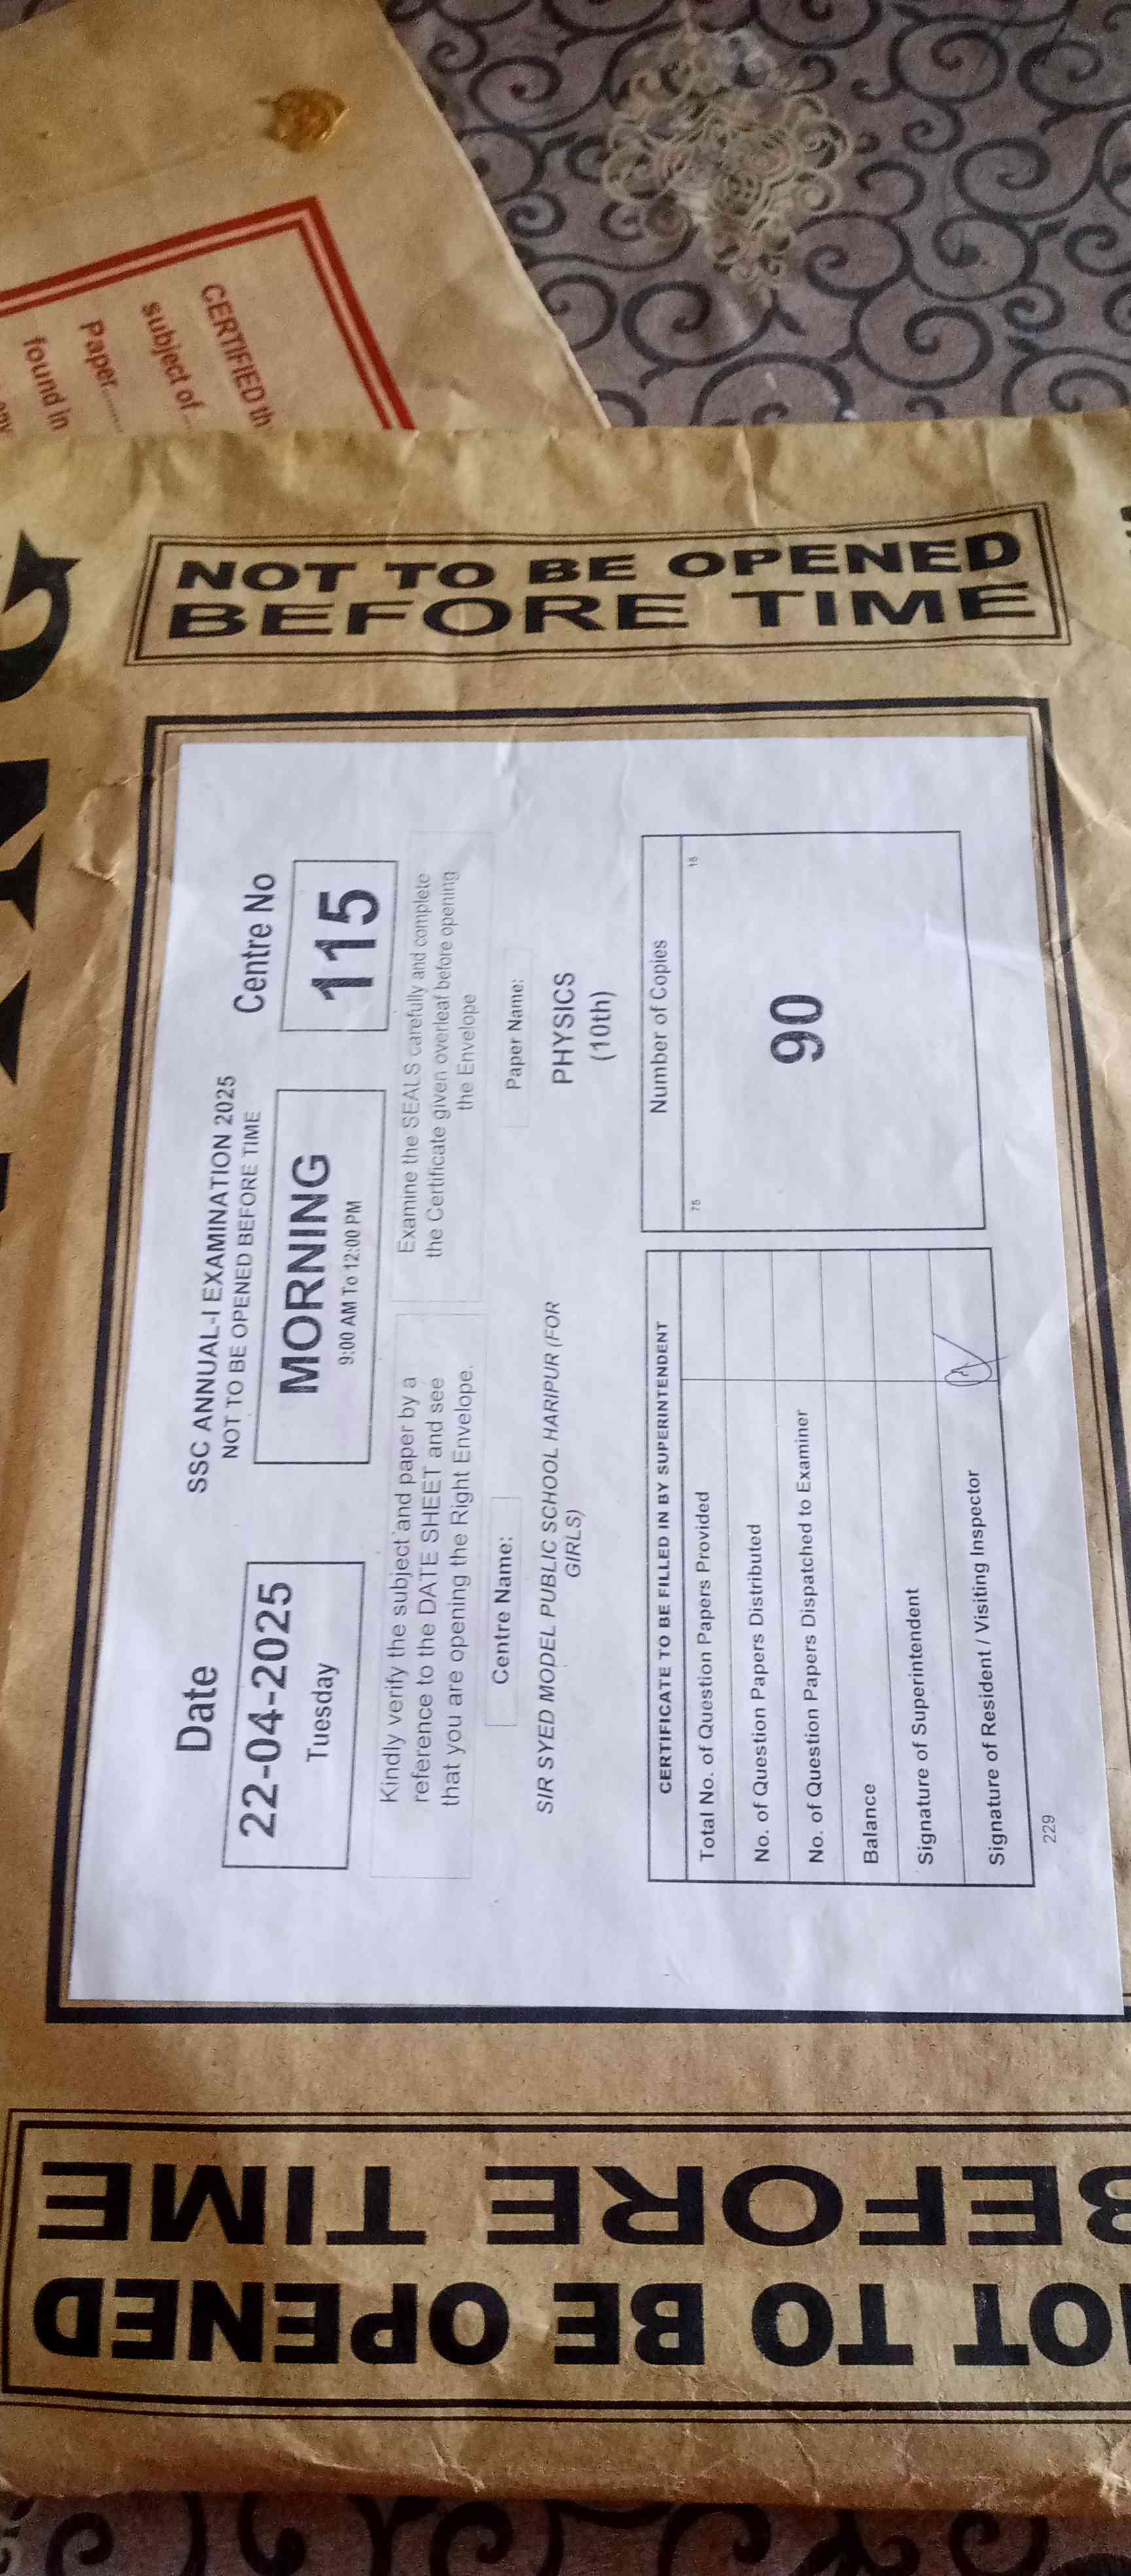 CERTIFIED th
subject of
Paper
found in
NOT TO BE OPENED
BEFORE TIME
SSC ANNUAL-I EXAMINATION 2025
NOT TO BE OPENED BEFORE TIME
Date
22-04-2025
Tuesday
MORNING
9:00 AM To 12:00 PM
Centre No
115
Kindly verify the subject and paper by a
reference to the DATE SHEET and see
that you are opening the Right Envelope.
Examine the SEALS carefully and complete
the Certificate given overleaf before opening
the Envelope
Centre Name:
SIR SYED MODEL PUBLIC SCHOOL HARIPUR (FOR
GIRLS)
Paper Name:
PHYSICS
(10th)
CERTIFICATE TO BE FILLED IN BY SUPERINTENDENT
Total No. of Question Papers Provided
No. of Question Papers Distributed
No. of Question Papers Dispatched to Examiner
Balance
Signature of Superintendent
Signature of Resident / Visiting Inspector
Number of Copies
75
15
90
229
OT TO BE OPENED
BEFORE TIME